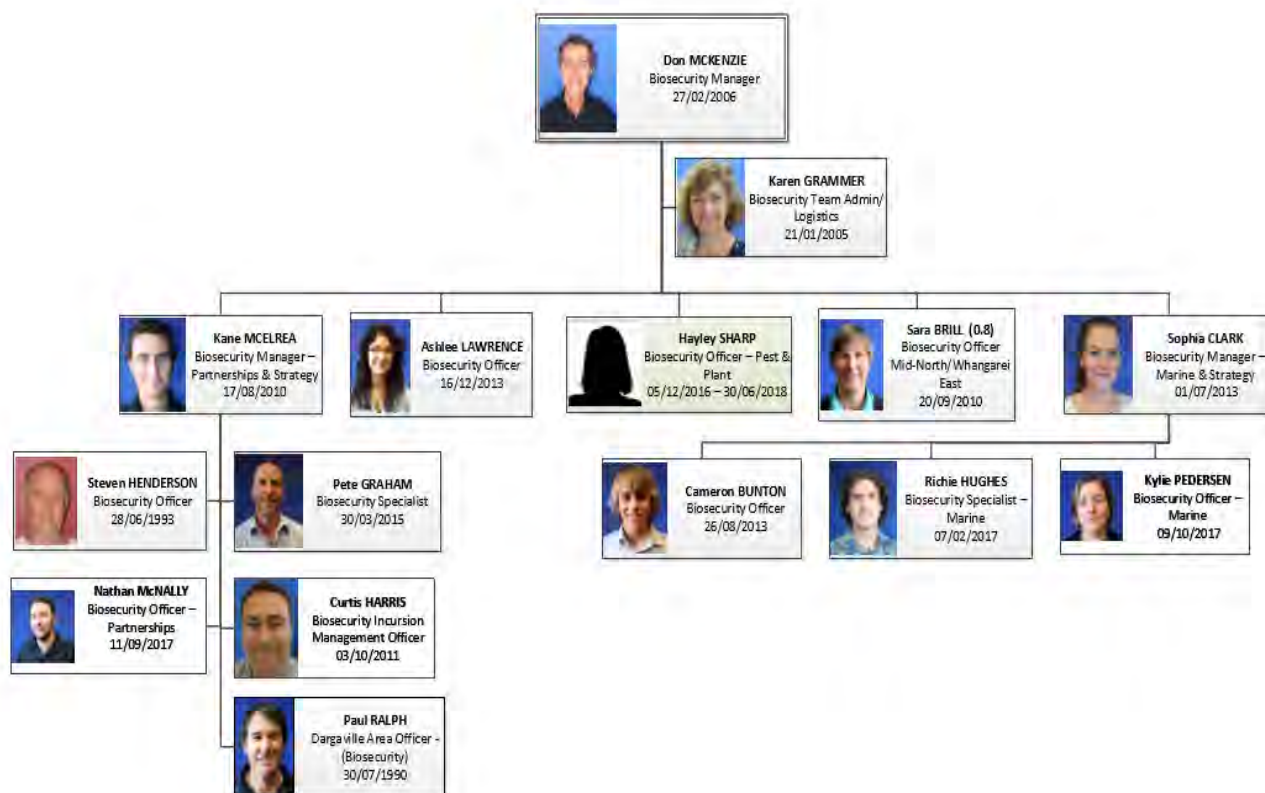 Don MCKENZIE
Biosecurity Manager
27/02/2006
Karen GRAMMER
Biosecurity Team Admin/
Logistics
21/01/2005
Kane MCELREA
Biosecurity Manager –
Partnerships & Strategy
17/08/2010
Ashlee LAWRENCE
Biosecurity Officer
16/12/2013
Hayley SHARP
Biosecurity Officer – Pest &
Plant
05/12/2016 – 30/06/2018
Sara BRILL (0.8)
Biosecurity Officer
Mid-North/Whangarei
East
20/09/2010
Sophia CLARK
Biosecurity Manager –
Marine & Strategy
01/07/2013
Steven HENDERSON
Biosecurity Officer
28/06/1993
Pete GRAHAM
Biosecurity Specialist
30/03/2015
Cameron BUNTON
Biosecurity Officer
26/08/2013
Richie HUGHES
Biosecurity Specialist –
Marine
07/02/2017
Kylie PEDERSEN
Biosecurity Officer –
Marine
09/10/2017
Nathan McNALLY
Biosecurity Officer –
Partnerships
11/09/2017
Curtis HARRIS
Biosecurity Incursion
Management Officer
03/10/2011
Paul RALPH
Dargaville Area Officer -
(Biosecurity)
30/07/1990